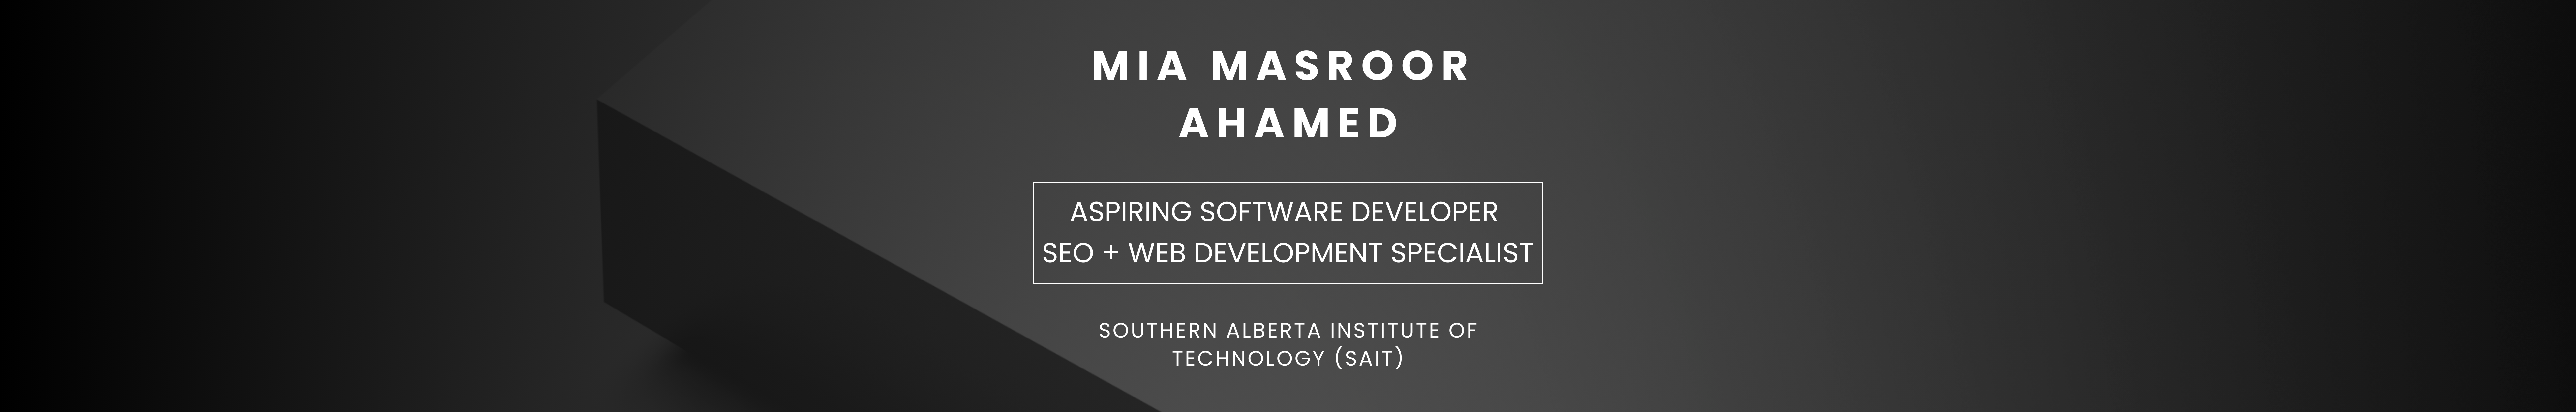 MIA MASROOR
AHAMED
ASPIRING SOFTWARE DEVELOPER
SEO + WEB DEVELOPMENT SPECIALIST
SOUTHERN ALBERTA INSTITUTE OF
TECHNOLOGY (SAIT)